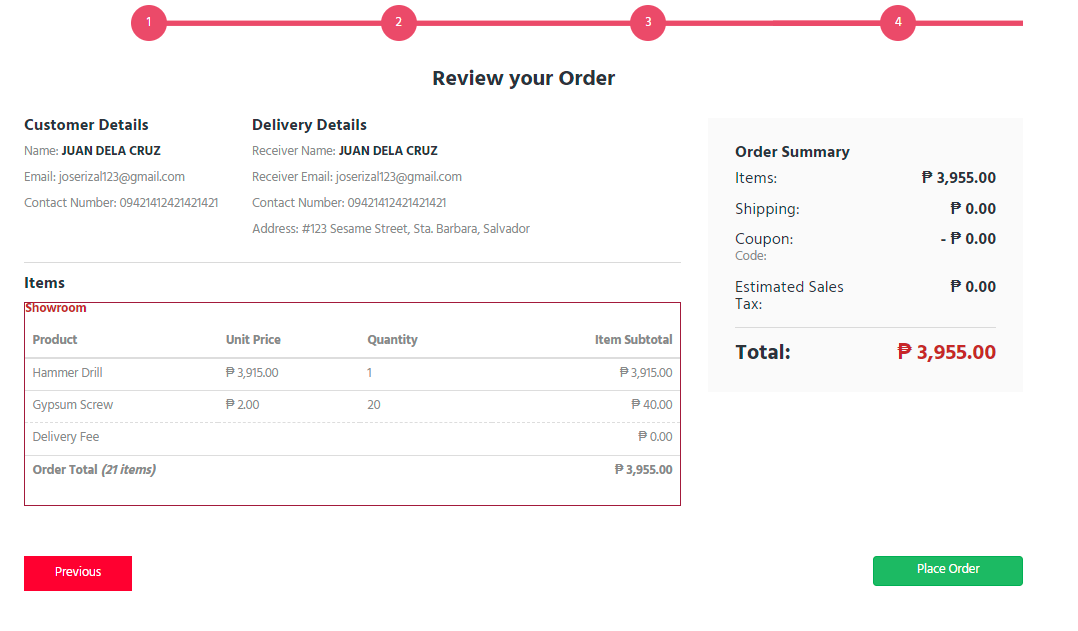 1 2 3 4
Review your Order
Customer Details
Name: JUAN DELA CRUZ
Email: joserizal123@gmail.com
Contact Number: 09421412421421421
Delivery Details
Receiver Name: JUAN DELA CRUZ
Receiver Email: joserizal123@gmail.com
Contact Number: 09421412421421421
Address: #123 Sesame Street, Sta. Barbara, Salvador
Items
Showroom
Product Unit Price Quantity Item Subtotal
Hammer Drill ₱ 3,915.00 1 ₱ 3,915.00
Gypsum Screw ₱ 2.00 20 ₱ 40.00
Delivery Fee ₱ 0.00
Order Total (21 items) ₱ 3,955.00
Order Summary
Items: ₱ 3,955.00
Shipping: ₱ 0.00
Coupon: - ₱ 0.00
Code:
Estimated Sales ₱ 0.00
Tax:
Total: ₱ 3,955.00
Previous
Place Order